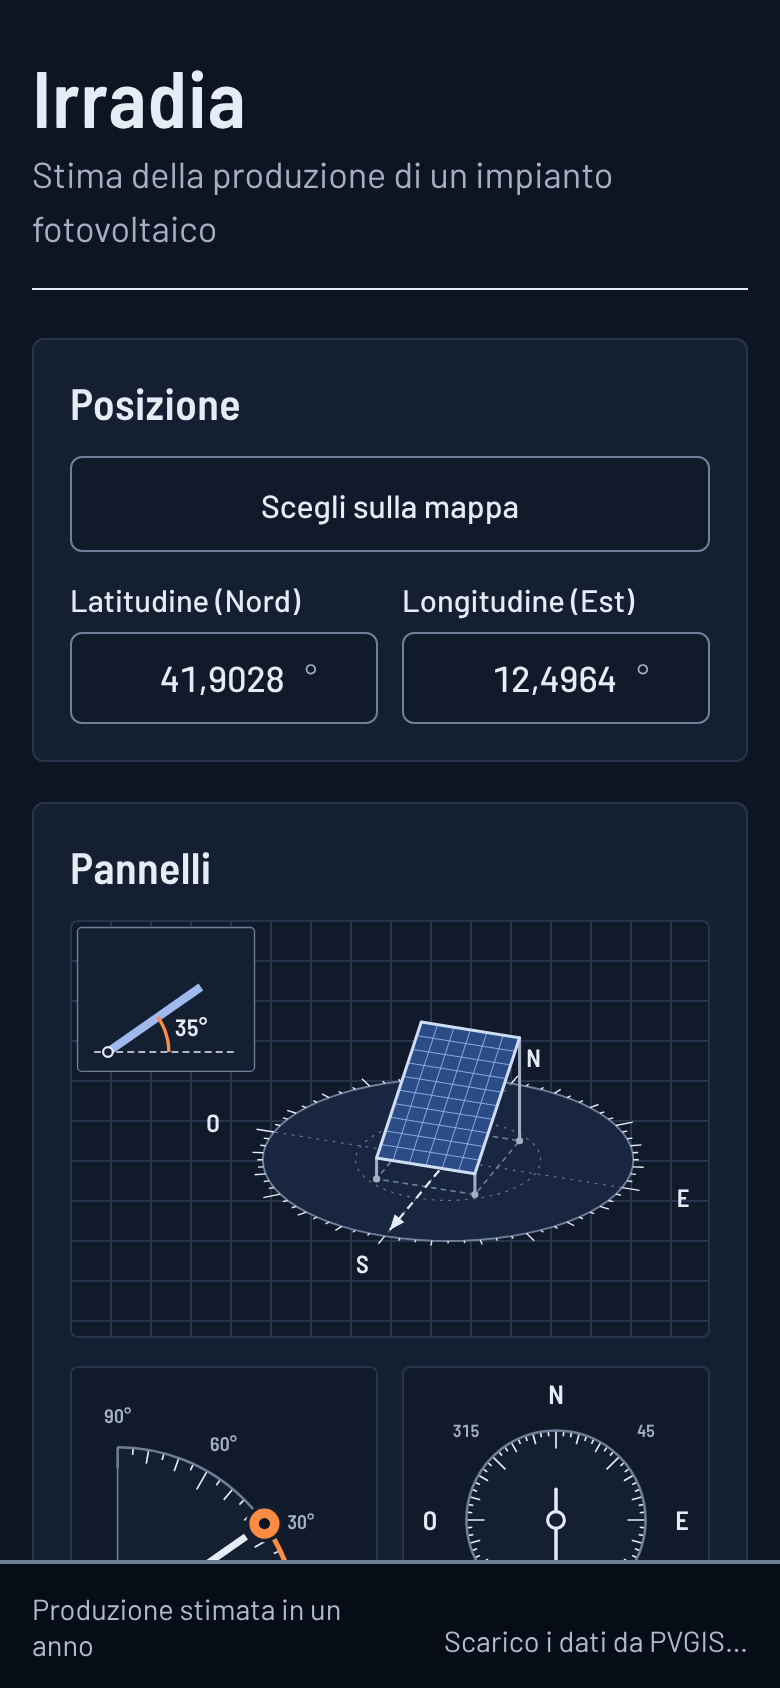 Irradia
Stima della produzione di un impianto
fotovoltaico
Posizione
Scegli sulla mappa
Latitudine (Nord)
Longitudine (Est)
41,9028 °
12,4964 °
Pannelli
35°
N
O
E
S
90°
60°
30°
N
315
45
O
E
Produzione stimata in un
anno
Scarico i dati da PVGIS...